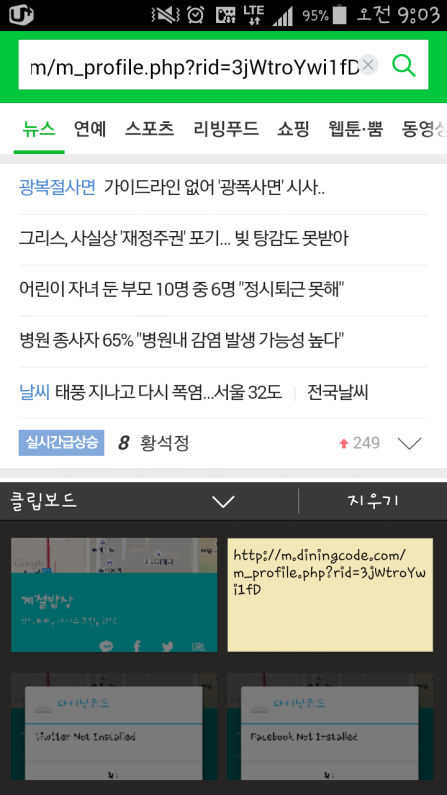 LTE 95% 오전 9:03
m/m_profile.php?rid=3jWtroYwi1fD
뉴스 연예 스포츠 리빙푸드 쇼핑 웹툰·뿜 동영상
광복절사면 가이드라인 없어 '광폭사면' 시사..
그리스, 사실상 '재정주권' 포기... 빚 탕감도 못받아
어린이 자녀 둔 부모 10명 중 6명 "정시퇴근 못해"
병원 종사자 65% "병원내 감염 발생 가능성 높다"
날씨 태풍 지나고 다시 폭염...서울 32도 전국날씨
실시간급상승 8 황석정 249
클립보드 지우기
Google
계절밥상
URL
http://m.diningcode.com/
m_profile.php?rid=3jWtroYw
i1fD
다이닝코드
Twitter Not Installed
다이닝코드
Facebook Not Installed